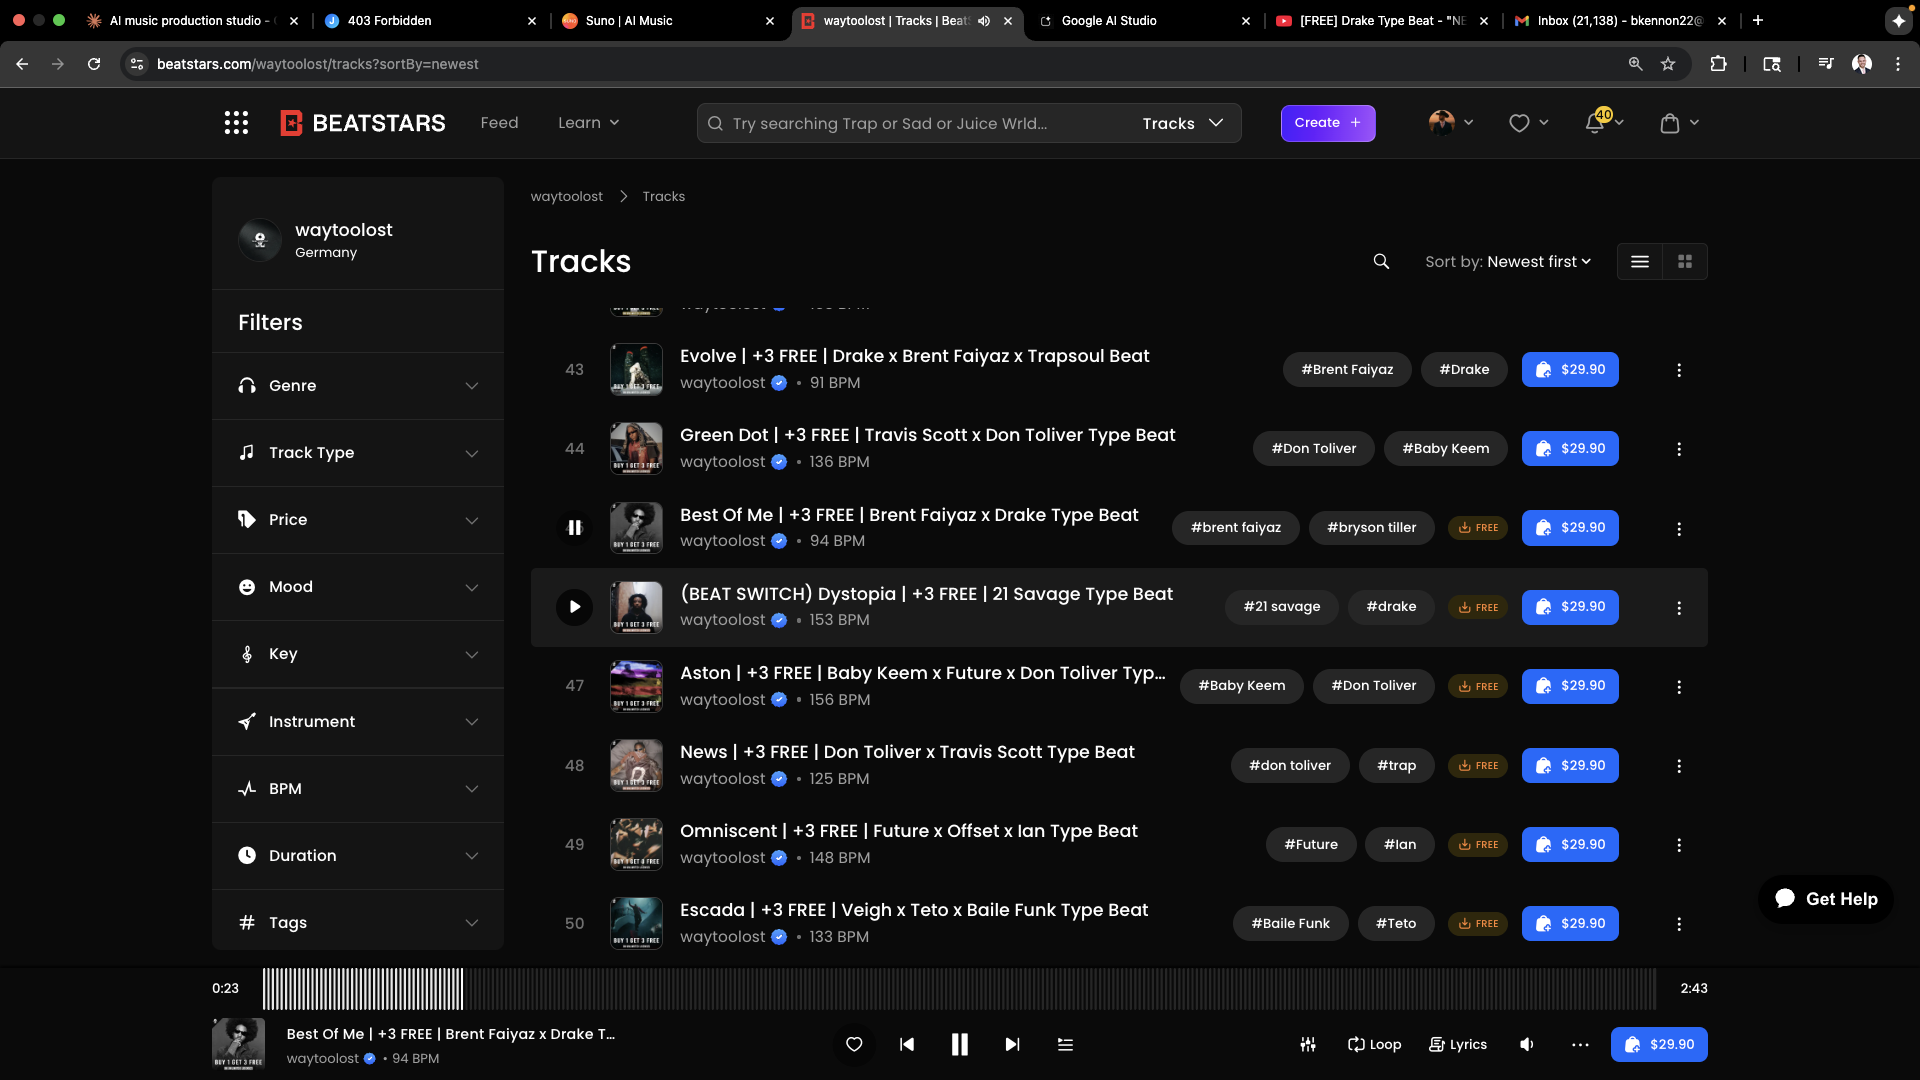 AI music production studio -
403 Forbidden
Suno | AI Music
waytoolost | Tracks | Beat
Google AI Studio
[FREE] Drake Type Beat - "NE
Inbox (21,138) - bkennon22@
beatstars.com/waytoolost/tracks?sortBy=newest
BEATSTARS
Feed
Learn
Try searching Trap or Sad or Juice Wrld...
Tracks
Create +
40
waytoolost
Germany
Filters
Genre
Track Type
Price
Mood
Key
Instrument
BPM
Duration
Tags
waytoolost > Tracks
Tracks
Sort by: Newest first
43
Evolve | +3 FREE | Drake x Brent Faiyaz x Trapsoul Beat
waytoolost • 91 BPM
#Brent Faiyaz
#Drake
$29.90
44
Green Dot | +3 FREE | Travis Scott x Don Toliver Type Beat
waytoolost • 136 BPM
#Don Toliver
#Baby Keem
$29.90
Best Of Me | +3 FREE | Brent Faiyaz x Drake Type Beat
waytoolost • 94 BPM
#brent faiyaz
#bryson tiller
FREE
$29.90
(BEAT SWITCH) Dystopia | +3 FREE | 21 Savage Type Beat
waytoolost • 153 BPM
#21 savage
#drake
FREE
$29.90
47
Aston | +3 FREE | Baby Keem x Future x Don Toliver Typ...
waytoolost • 156 BPM
#Baby Keem
#Don Toliver
FREE
$29.90
48
News | +3 FREE | Don Toliver x Travis Scott Type Beat
waytoolost • 125 BPM
#don toliver
#trap
FREE
$29.90
49
Omniscent | +3 FREE | Future x Offset x Ian Type Beat
waytoolost • 148 BPM
#Future
#Ian
FREE
$29.90
50
Escada | +3 FREE | Veigh x Teto x Baile Funk Type Beat
waytoolost • 133 BPM
#Baile Funk
#Teto
FREE
$29.90
Get Help
0:23
2:43
Best Of Me | +3 FREE | Brent Faiyaz x Drake T...
waytoolost • 94 BPM
Loop
Lyrics
$29.90